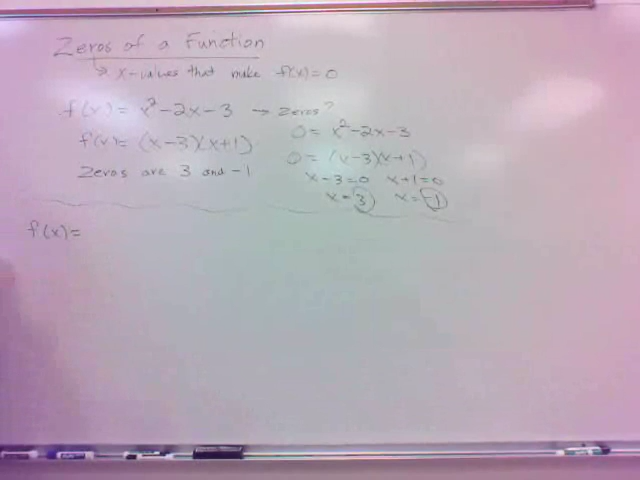 Zeros of a Function
→ x-values that make f(x)=0
f(x) = x²-2x-3 → zeros?
f(x) = (x-3)(x+1)
Zeros are 3 and -1
0 = x²-2x-3
0 = (x-3)(x+1)
x-3=0 x+1=0
x=3 x=-1
f(x)=